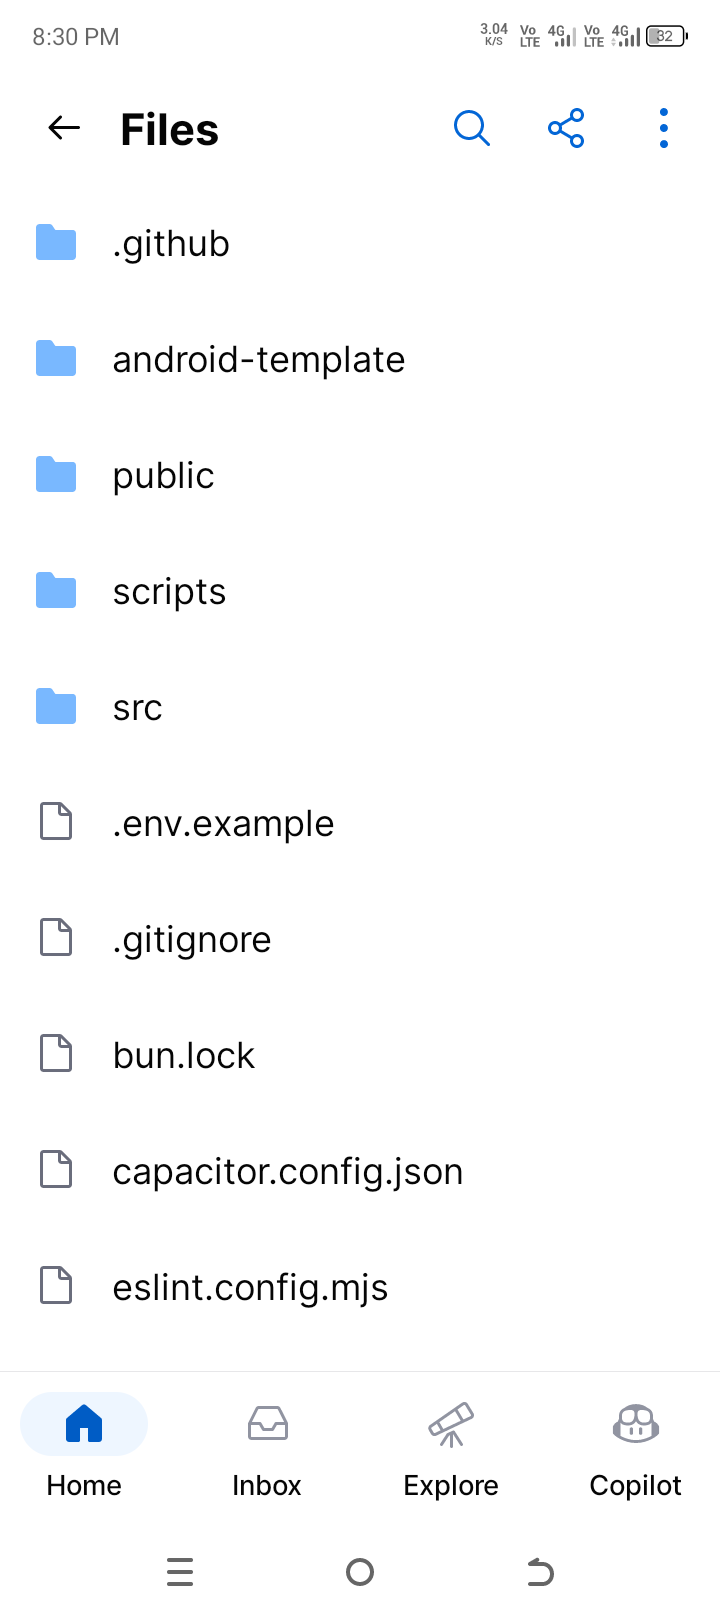 8:30 PM 3.04 K/S Vo LTE 4G Vo LTE 4G 32
Files
.github
android-template
public
scripts
src
.env.example
.gitignore
bun.lock
capacitor.config.json
eslint.config.mjs
Home Inbox Explore Copilot